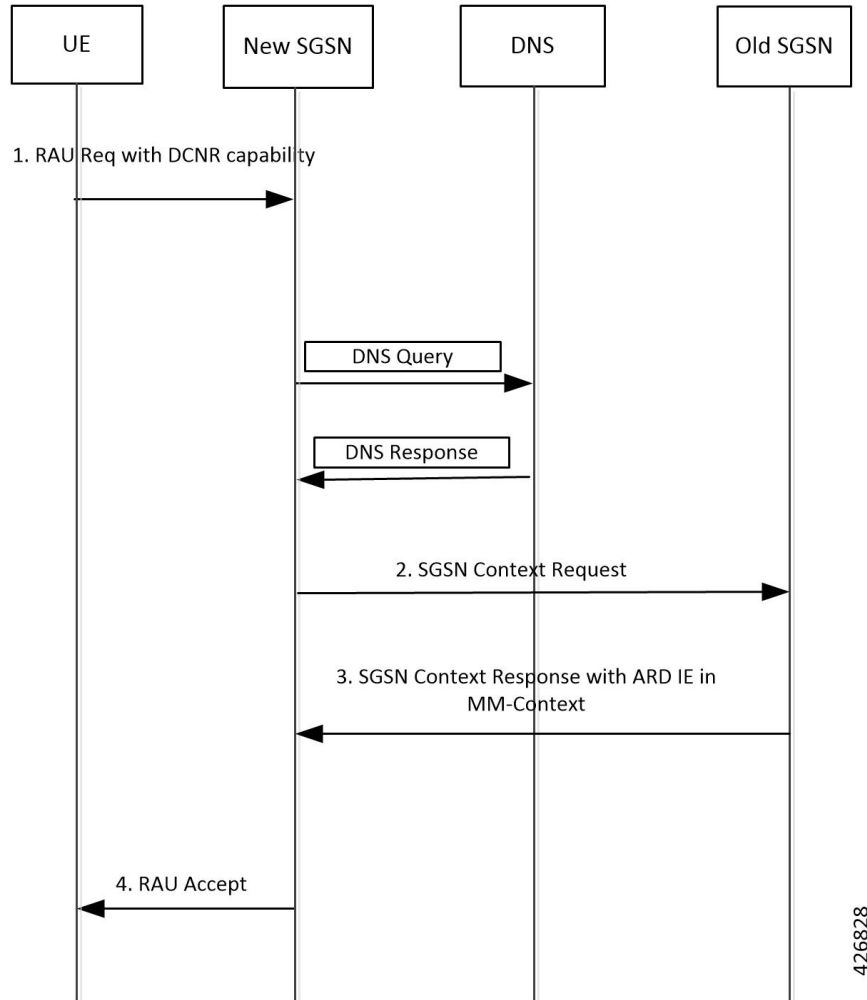 UE
New SGSN
DNS
Old SGSN
1. RAU Req with DCNR capability
DNS Query
DNS Response
2. SGSN Context Request
3. SGSN Context Response with ARD IE in
MM-Context
4. RAU Accept
426828